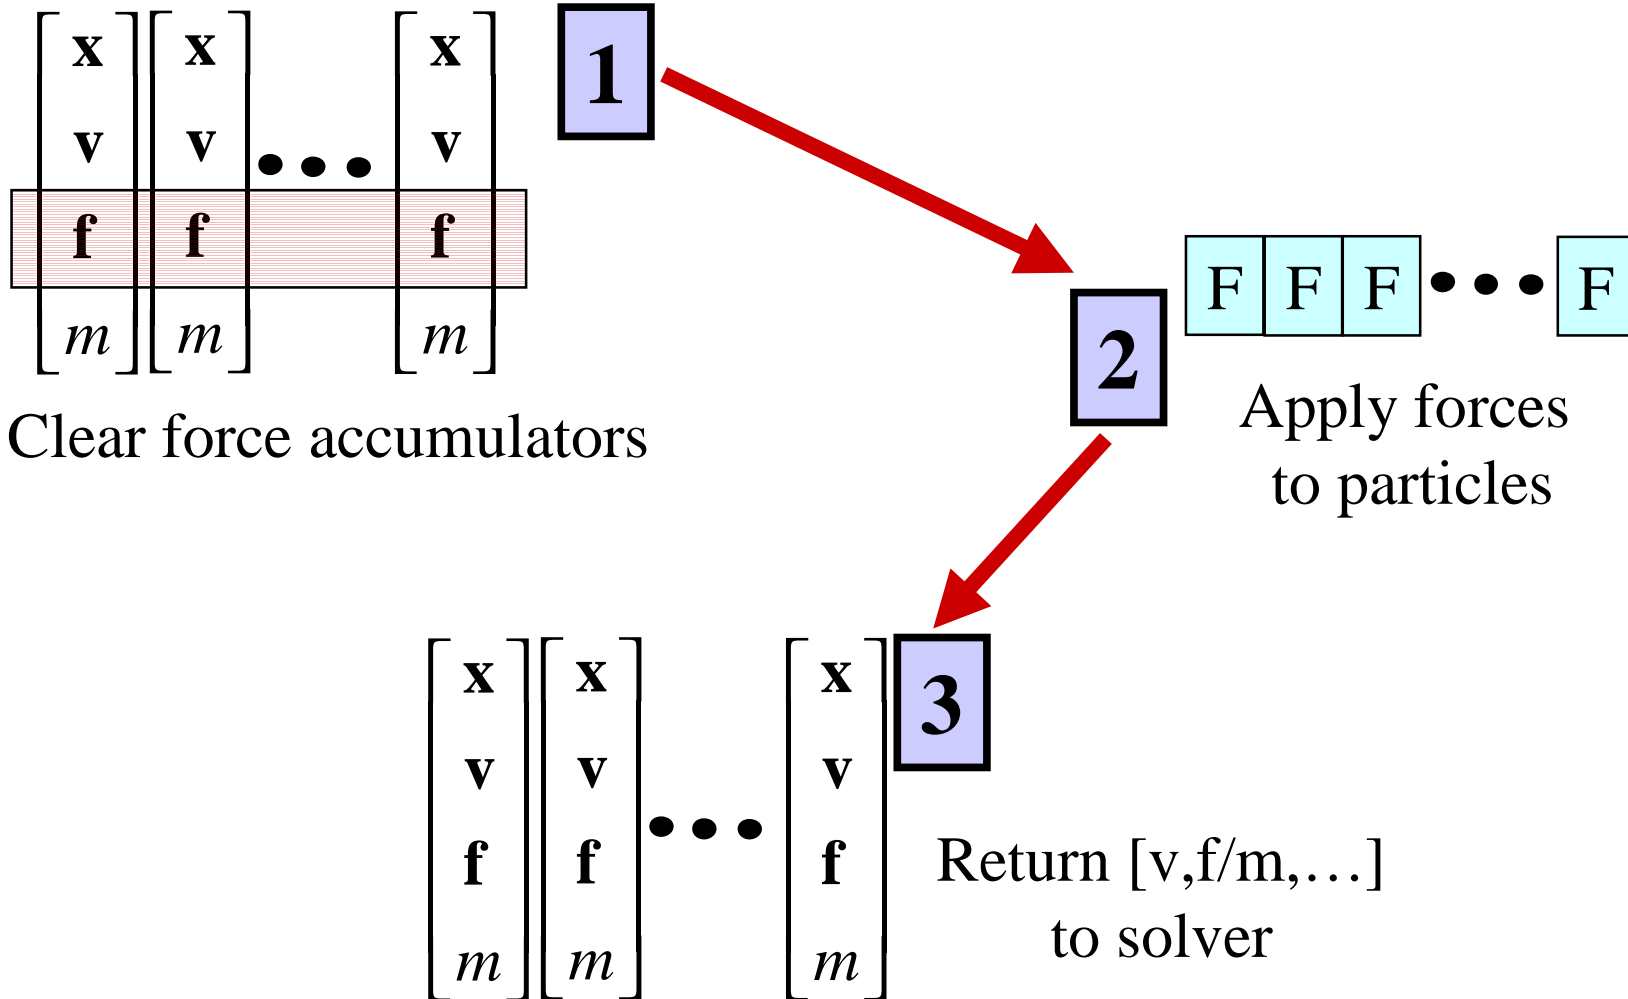 x x x
v v ••• v
f f f
m m m
Clear force accumulators
1
2
F F F ••• F
Apply forces
to particles
3
x x x
v v v
f f ••• f
m m m
Return [v,f/m,…]
to solver